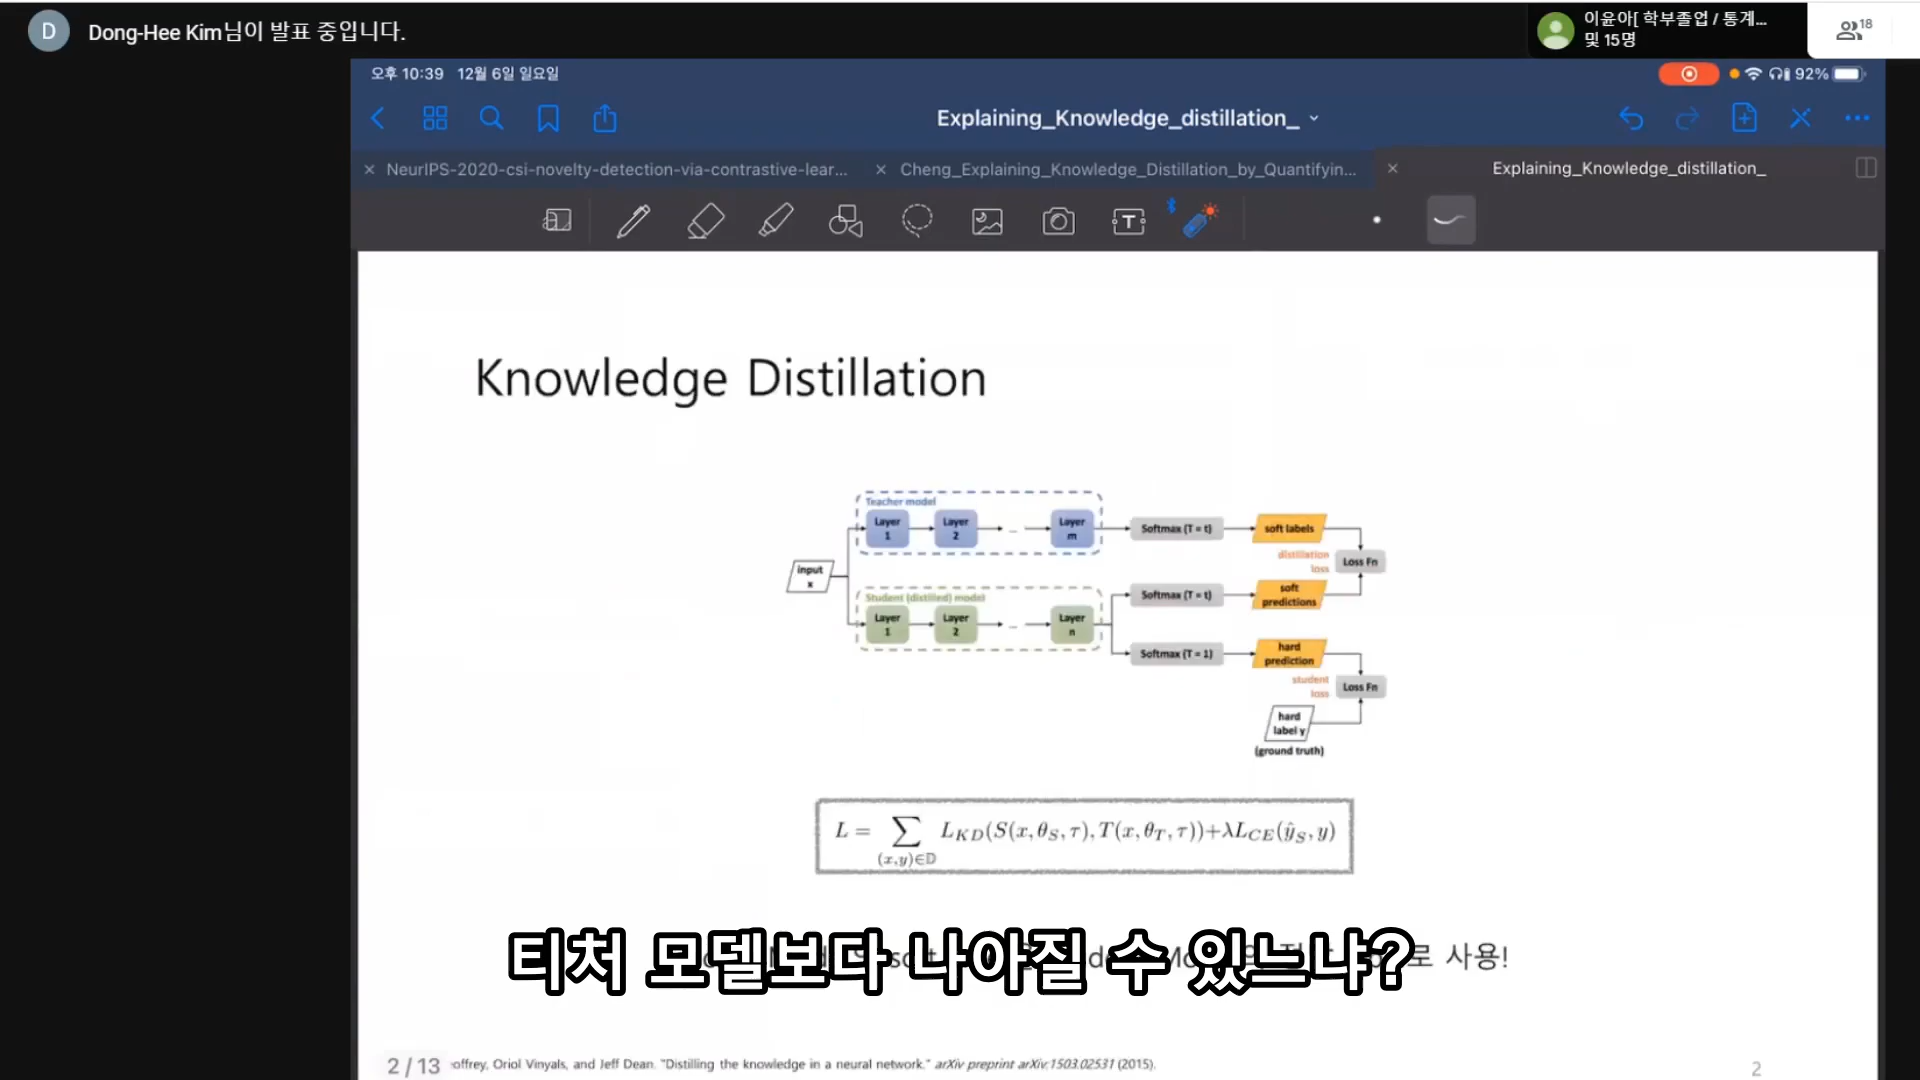 D Dong-Hee Kim님이 발표 중입니다.
이윤아[ 학부졸업 / 통계...
및 15명
18
오후 10:39 12월 6일 일요일
92%
Explaining_Knowledge_distillation_
NeurIPS-2020-csi-novelty-detection-via-contrastive-lear...
Cheng_Explaining_Knowledge_Distillation_by_Quantifyin...
Explaining_Knowledge_distillation_
T
Knowledge Distillation
Teacher model
Layer 1
Layer 2
...
Layer m
Softmax (T = t)
soft labels
distillation loss
Loss Fn
input x
Student (distilled) model
Layer 1
Layer 2
...
Layer n
Softmax (T = t)
soft predictions
Softmax (T = 1)
hard prediction
student loss
Loss Fn
hard label y
(ground truth)
L = ∑ L_{KD}(S(x, θ_S, τ), T(x, θ_T, τ))+λL_{CE}(ŷ_S, y)
(x,y)∈𝔻
티처 모델보다 나아질 수 있느냐?
로 사용!
2 / 13
offrey, Oriol Vinyals, and Jeff Dean. "Distilling the knowledge in a neural network." arXiv preprint arXiv:1503.02531 (2015).
2